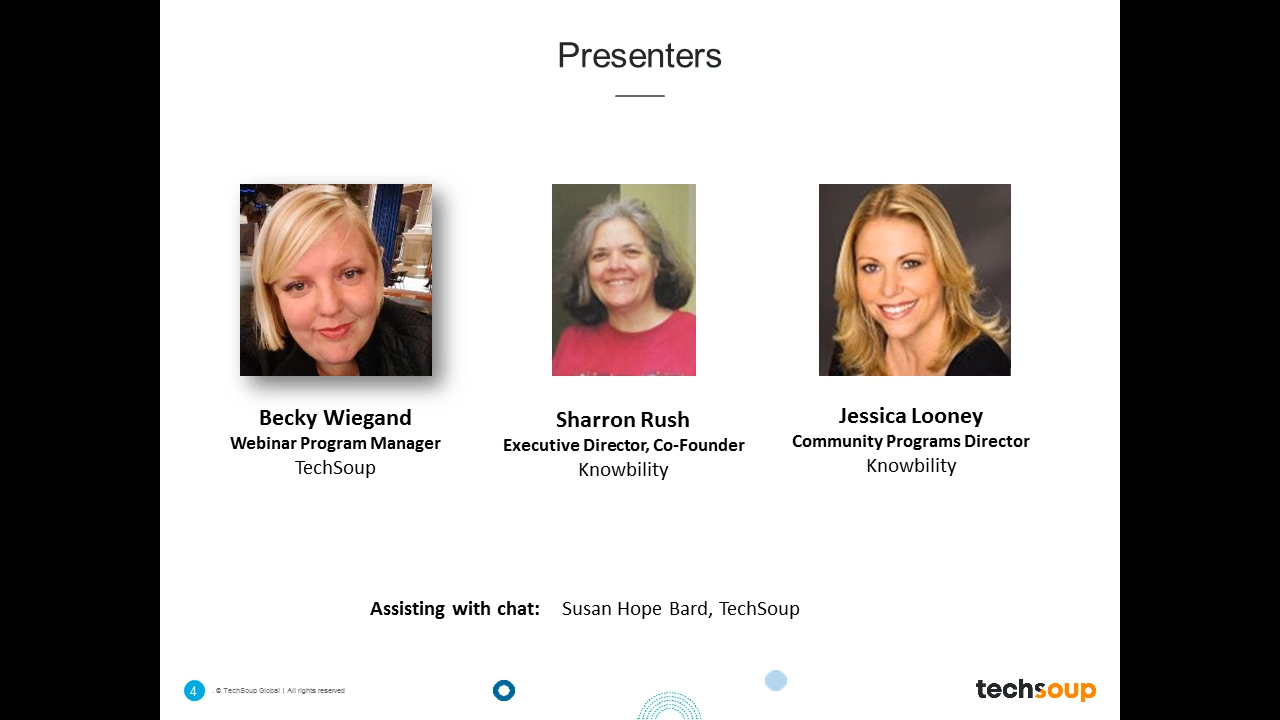 Presenters
Becky Wiegand
Webinar Program Manager
TechSoup
Sharron Rush
Executive Director, Co-Founder
Knowbility
Jessica Looney
Community Programs Director
Knowbility
Assisting with chat: Susan Hope Bard, TechSoup
4 . © TechSoup Global | All rights reserved
techsoup